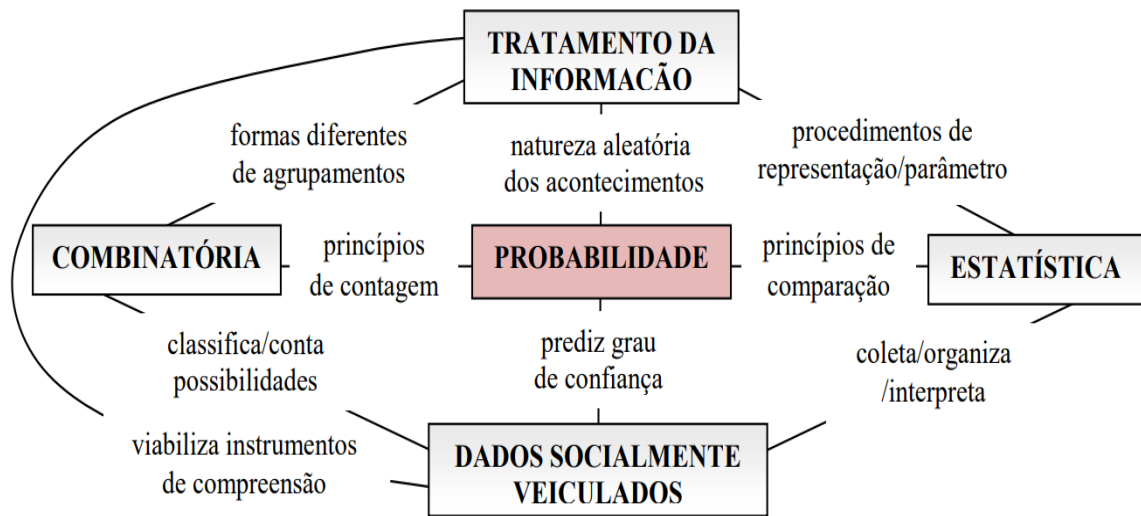 TRATAMENTO DA
INFORMACÃO
formas diferentes
de agrupamentos
natureza aleatória
dos acontecimentos
procedimentos de
representação/parâmetro
COMBINATÓRIA
princípios
de contagem
PROBABILIDADE
princípios de
comparação
ESTATÍSTICA
classifica/conta
possibilidades
prediz grau
de confiança
coleta/organiza
/interpreta
viabiliza instrumentos
de compreensão
DADOS SOCIALMENTE
VEICULADOS